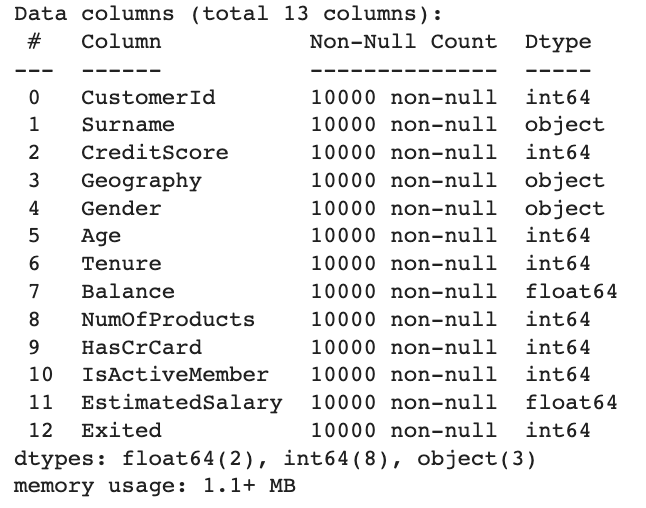 Data columns (total 13 columns):
 #   Column           Non-Null Count  Dtype
---  ------           --------------  -----
 0   CustomerId       10000 non-null  int64
 1   Surname          10000 non-null  object
 2   CreditScore      10000 non-null  int64
 3   Geography        10000 non-null  object
 4   Gender           10000 non-null  object
 5   Age              10000 non-null  int64
 6   Tenure           10000 non-null  int64
 7   Balance          10000 non-null  float64
 8   NumOfProducts    10000 non-null  int64
 9   HasCrCard        10000 non-null  int64
 10  IsActiveMember   10000 non-null  int64
 11  EstimatedSalary  10000 non-null  float64
 12  Exited           10000 non-null  int64
dtypes: float64(2), int64(8), object(3)
memory usage: 1.1+ MB